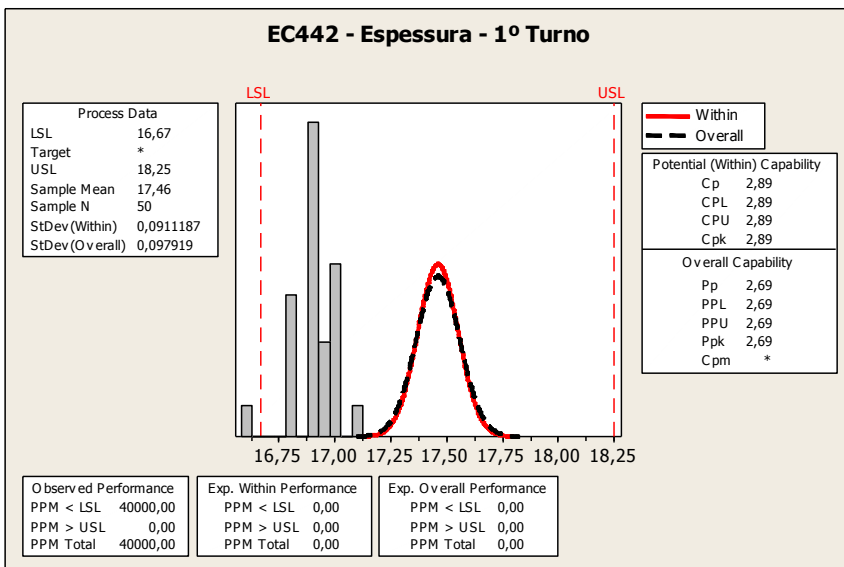 EC442 - Espessura - 1º Turno
LSL USL
Process Data
LSL 16,67
Target *
USL 18,25
Sample Mean 17,46
Sample N 50
StDev(Within) 0,0911187
StDev(Overall) 0,097919
Within
Overall
Potential (Within) Capability
Cp 2,89
CPL 2,89
CPU 2,89
Cpk 2,89
Overall Capability
Pp 2,69
PPL 2,69
PPU 2,69
Ppk 2,69
Cpm *
16,75 17,00 17,25 17,50 17,75 18,00 18,25
Observed Performance
PPM < LSL 40000,00
PPM > USL 0,00
PPM Total 40000,00
Exp. Within Performance
PPM < LSL 0,00
PPM > USL 0,00
PPM Total 0,00
Exp. Overall Performance
PPM < LSL 0,00
PPM > USL 0,00
PPM Total 0,00